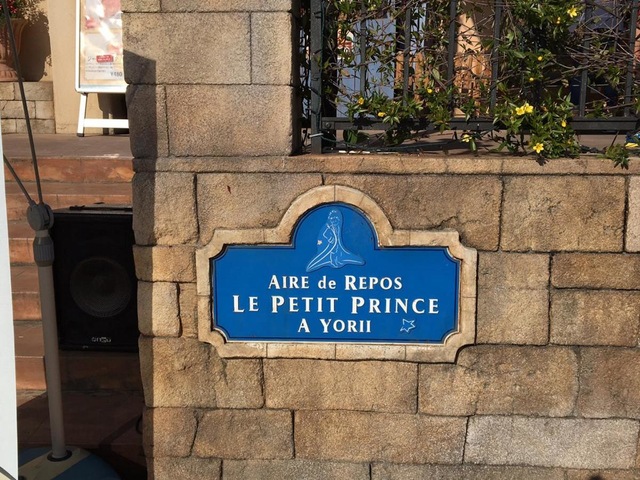 AIRE de REPOS
LE PETIT PRINCE
A YORII